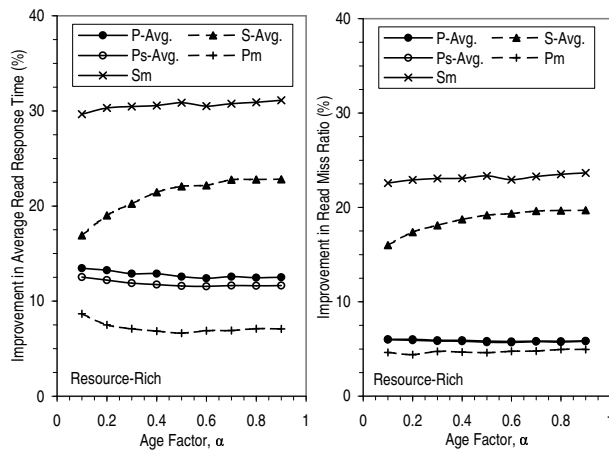 P-Avg. S-Avg.
Ps-Avg. Pm
Sm
Improvement in Average Read Response Time (%)
40
30
20
10
0
Resource-Rich
0 0.2 0.4 0.6 0.8 1
Age Factor, α
P-Avg. S-Avg.
Ps-Avg. Pm
Sm
Improvement in Read Miss Ratio (%)
40
30
20
10
0
Resource-Rich
0 0.2 0.4 0.6 0.8 1
Age Factor, α